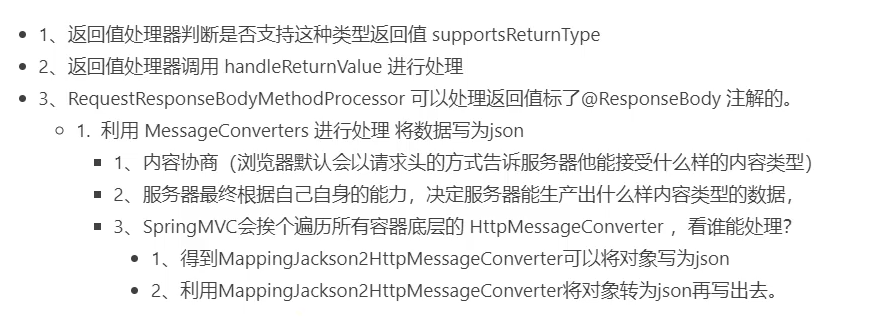 1、返回值处理器判断是否支持这种类型返回值 supportsReturnType
2、返回值处理器调用 handleReturnValue 进行处理
3、RequestResponseBodyMethodProcessor 可以处理返回值标了@ResponseBody 注解的。
1. 利用 MessageConverters 进行处理 将数据写为json
1、内容协商（浏览器默认会以请求头的方式告诉服务器他能接受什么样的内容类型）
2、服务器最终根据自己自身的能力，决定服务器能生产出什么样内容类型的数据，
3、SpringMVC会挨个遍历所有容器底层的 HttpMessageConverter ，看谁能处理？
1、得到MappingJackson2HttpMessageConverter可以将对象写为json
2、利用MappingJackson2HttpMessageConverter将对象转为json再写出去。